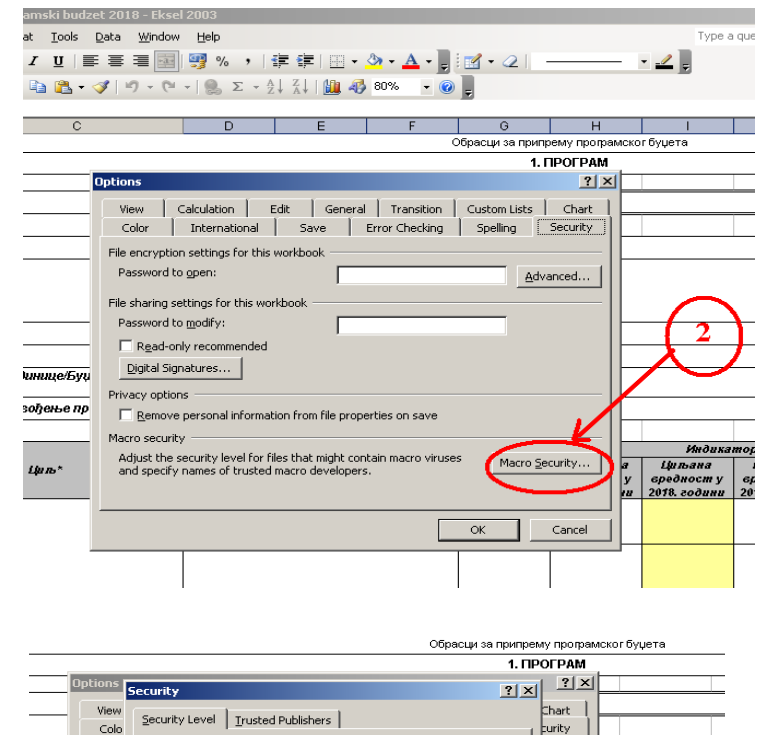 amski budzet 2018 - Eksel 2003
at Tools Data Window Help Type a que
I U % ,
Σ 80%
C D E F G H I
Обрасци за припрему програмског буџета
1. ПРОГРАМ
Options
View Calculation Edit General Transition Custom Lists Chart
Color International Save Error Checking Spelling Security
File encryption settings for this workbook
Password to open: Advanced...
File sharing settings for this workbook
Password to modify:
2
Read-only recommended
Digital Signatures...
Privacy options
Remove personal information from file properties on save
Macro security
Adjust the security level for files that might contain macro viruses
and specify names of trusted macro developers.
Macro Security...
OK Cancel
динице/Буџ
вођење пр
Циљ*
Индикатор
Циљана
вредност у
2018. години
Обрасци за припрему програмског буџета
1. ПРОГРАМ
Options
Security
View Chart
Security Level Trusted Publishers
Colo curity